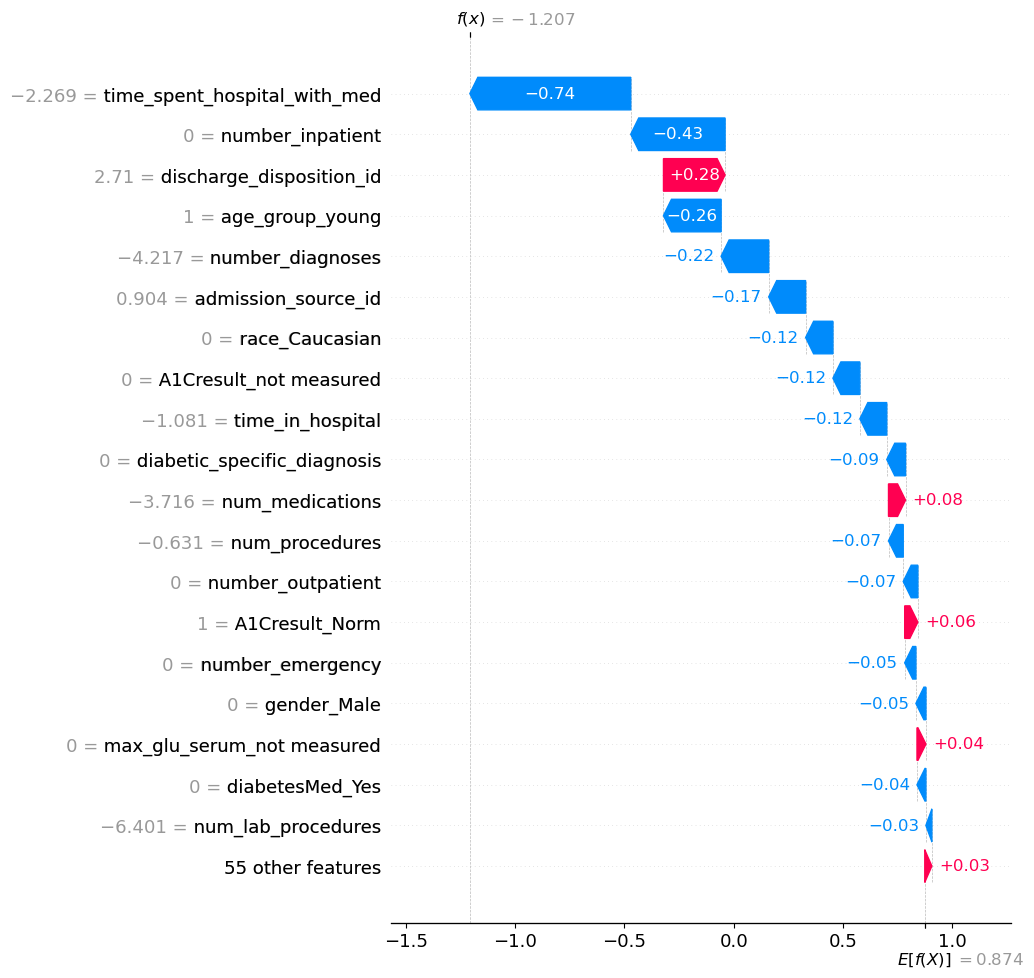 f(x) = −1.207
−2.269 = time_spent_hospital_with_med −0.74
0 = number_inpatient −0.43
2.71 = discharge_disposition_id +0.28
1 = age_group_young −0.26
−4.217 = number_diagnoses −0.22
0.904 = admission_source_id −0.17
0 = race_Caucasian −0.12
0 = A1Cresult_not measured −0.12
−1.081 = time_in_hospital −0.12
0 = diabetic_specific_diagnosis −0.09
−3.716 = num_medications +0.08
−0.631 = num_procedures −0.07
0 = number_outpatient −0.07
1 = A1Cresult_Norm +0.06
0 = number_emergency −0.05
0 = gender_Male −0.05
0 = max_glu_serum_not measured +0.04
0 = diabetesMed_Yes −0.04
−6.401 = num_lab_procedures −0.03
55 other features +0.03
−1.5 −1.0 −0.5 0.0 0.5 1.0
E[f(X)] = 0.874